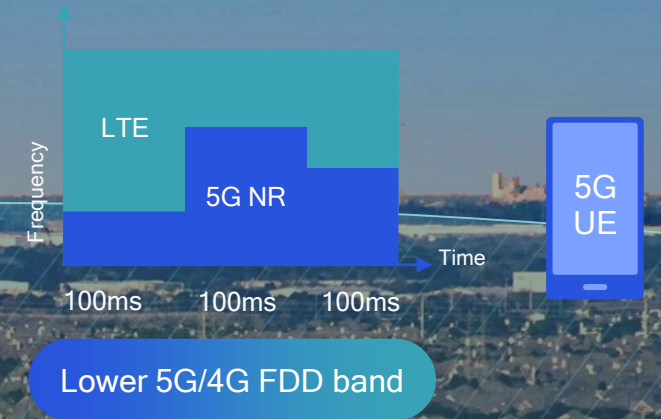 Frequency
LTE
5G NR
Time
100ms 100ms 100ms
5G
UE
Lower 5G/4G FDD band